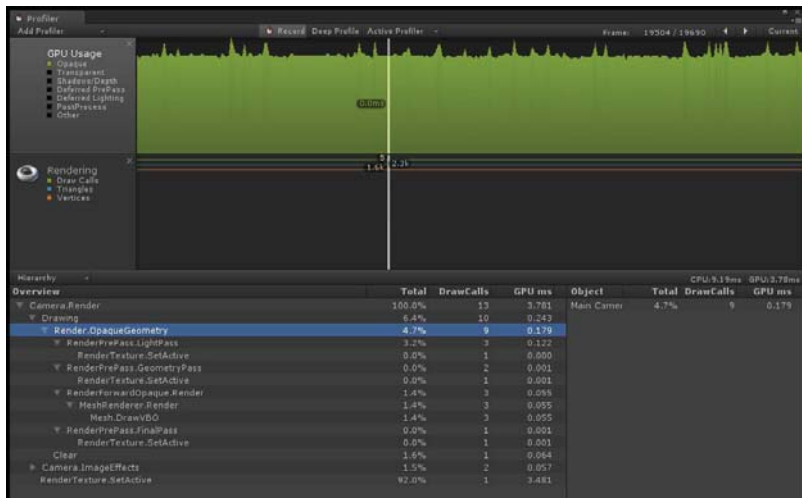 Profiler
Add Profiler Record Deep Profile Active Profiler Frame: 19504 / 19690 Current
GPU Usage
Opaque
Transparent
Shadows/Depth
Deferred PrePass
Deferred Lighting
PostProcess
Other
0.0ms
Rendering
Draw Calls
Triangles
Vertices
5
1.6k 2.2k
Hierarchy CPU:9.19ms GPU:3.78ms
Overview Total DrawCalls GPU ms Object Total DrawCalls GPU ms
Camera.Render 100.0% 13 3.781 Main Camer 4.7% 9 0.179
Drawing 6.4% 10 0.243
Render.OpaqueGeometry 4.7% 9 0.179
RenderPrePass.LightPass 3.2% 3 0.122
RenderTexture.SetActive 0.0% 1 0.000
RenderPrePass.GeometryPass 0.0% 2 0.001
RenderTexture.SetActive 0.0% 1 0.001
RenderForwardOpaque.Render 1.4% 3 0.055
MeshRenderer.Render 1.4% 3 0.055
Mesh.DrawVBO 1.4% 3 0.055
RenderPrePass.FinalPass 0.0% 1 0.001
RenderTexture.SetActive 0.0% 1 0.001
Clear 1.6% 1 0.064
Camera.ImageEffects 1.5% 2 0.057
RenderTexture.SetActive 92.0% 1 3.481